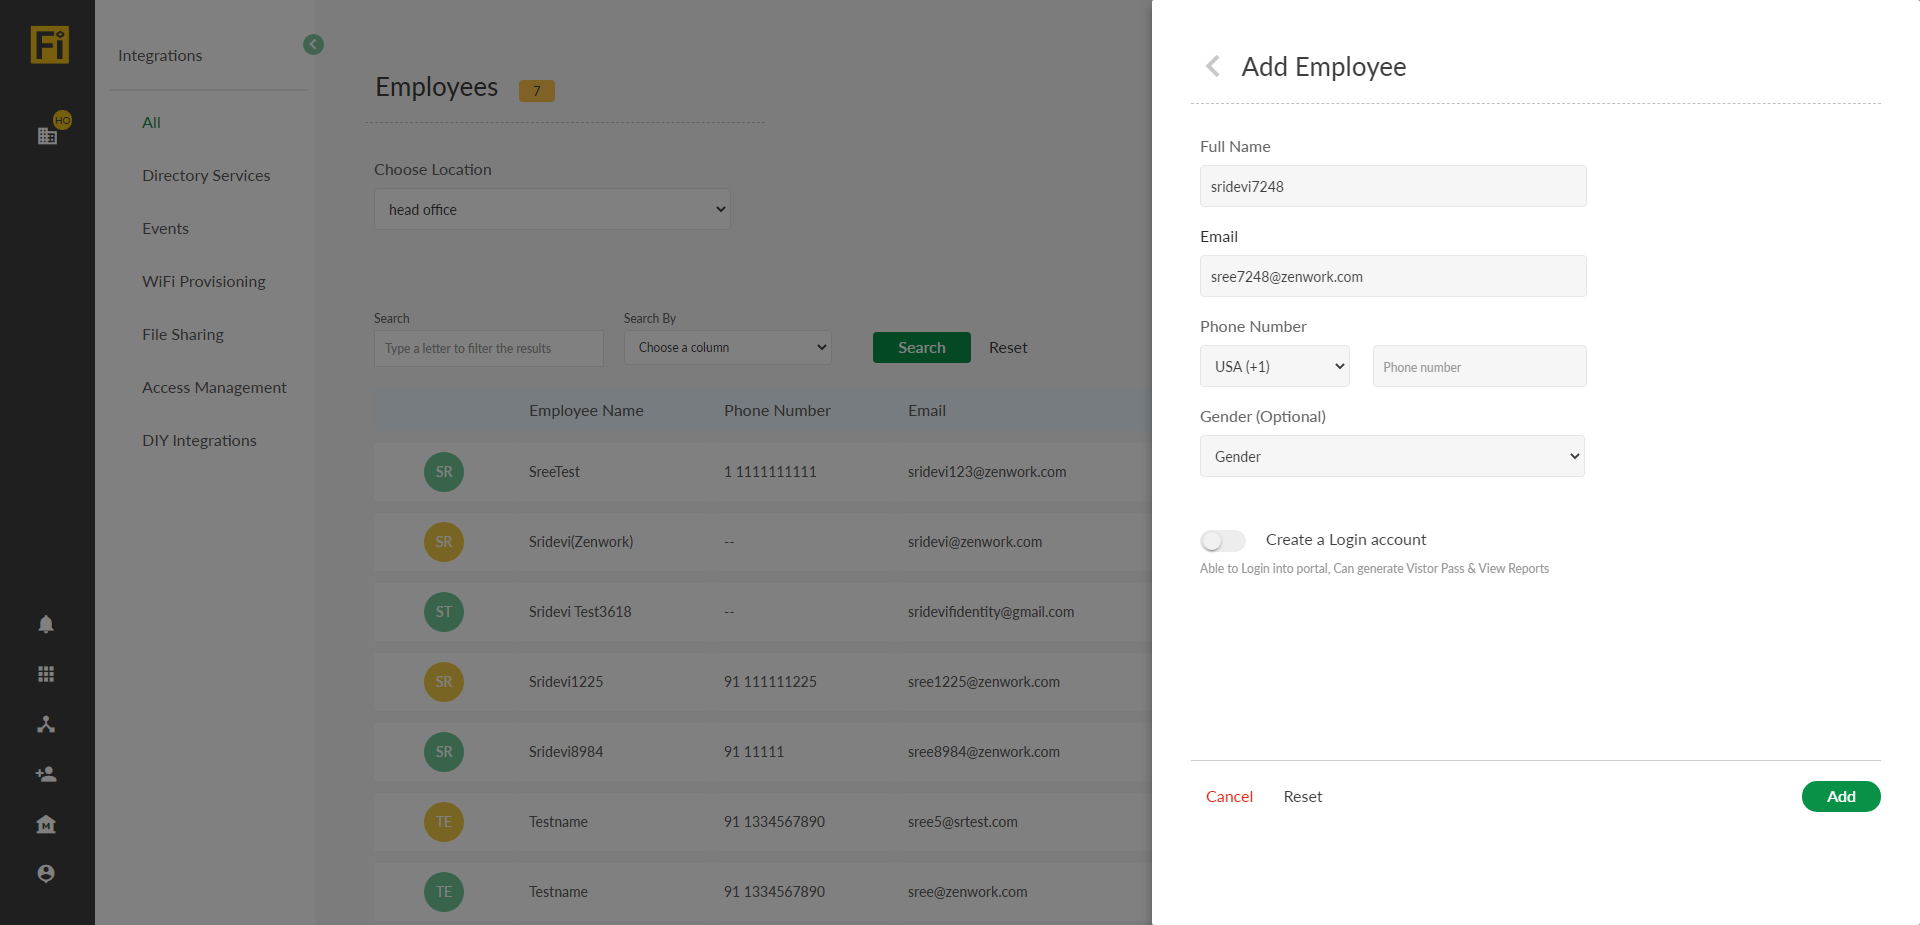 Fi
HO
Integrations
All
Directory Services
Events
WiFi Provisioning
File Sharing
Access Management
DIY Integrations
M
Employees 7
Choose Location
head office
Search Search By
Type a letter to filter the results Choose a column Search Reset
Employee Name Phone Number Email
SR SreeTest 1 1111111111 sridevi123@zenwork.com
SR Sridevi(Zenwork) -- sridevi@zenwork.com
ST Sridevi Test3618 -- sridevifidentity@gmail.com
SR Sridevi1225 91 111111225 sree1225@zenwork.com
SR Sridevi8984 91 11111 sree8984@zenwork.com
TE Testname 91 1334567890 sree5@srtest.com
TE Testname 91 1334567890 sree@zenwork.com
Add Employee
Full Name
sridevi7248
Email
sree7248@zenwork.com
Phone Number
USA (+1) Phone number
Gender (Optional)
Gender
Create a Login account
Able to Login into portal, Can generate Vistor Pass & View Reports
Cancel Reset Add